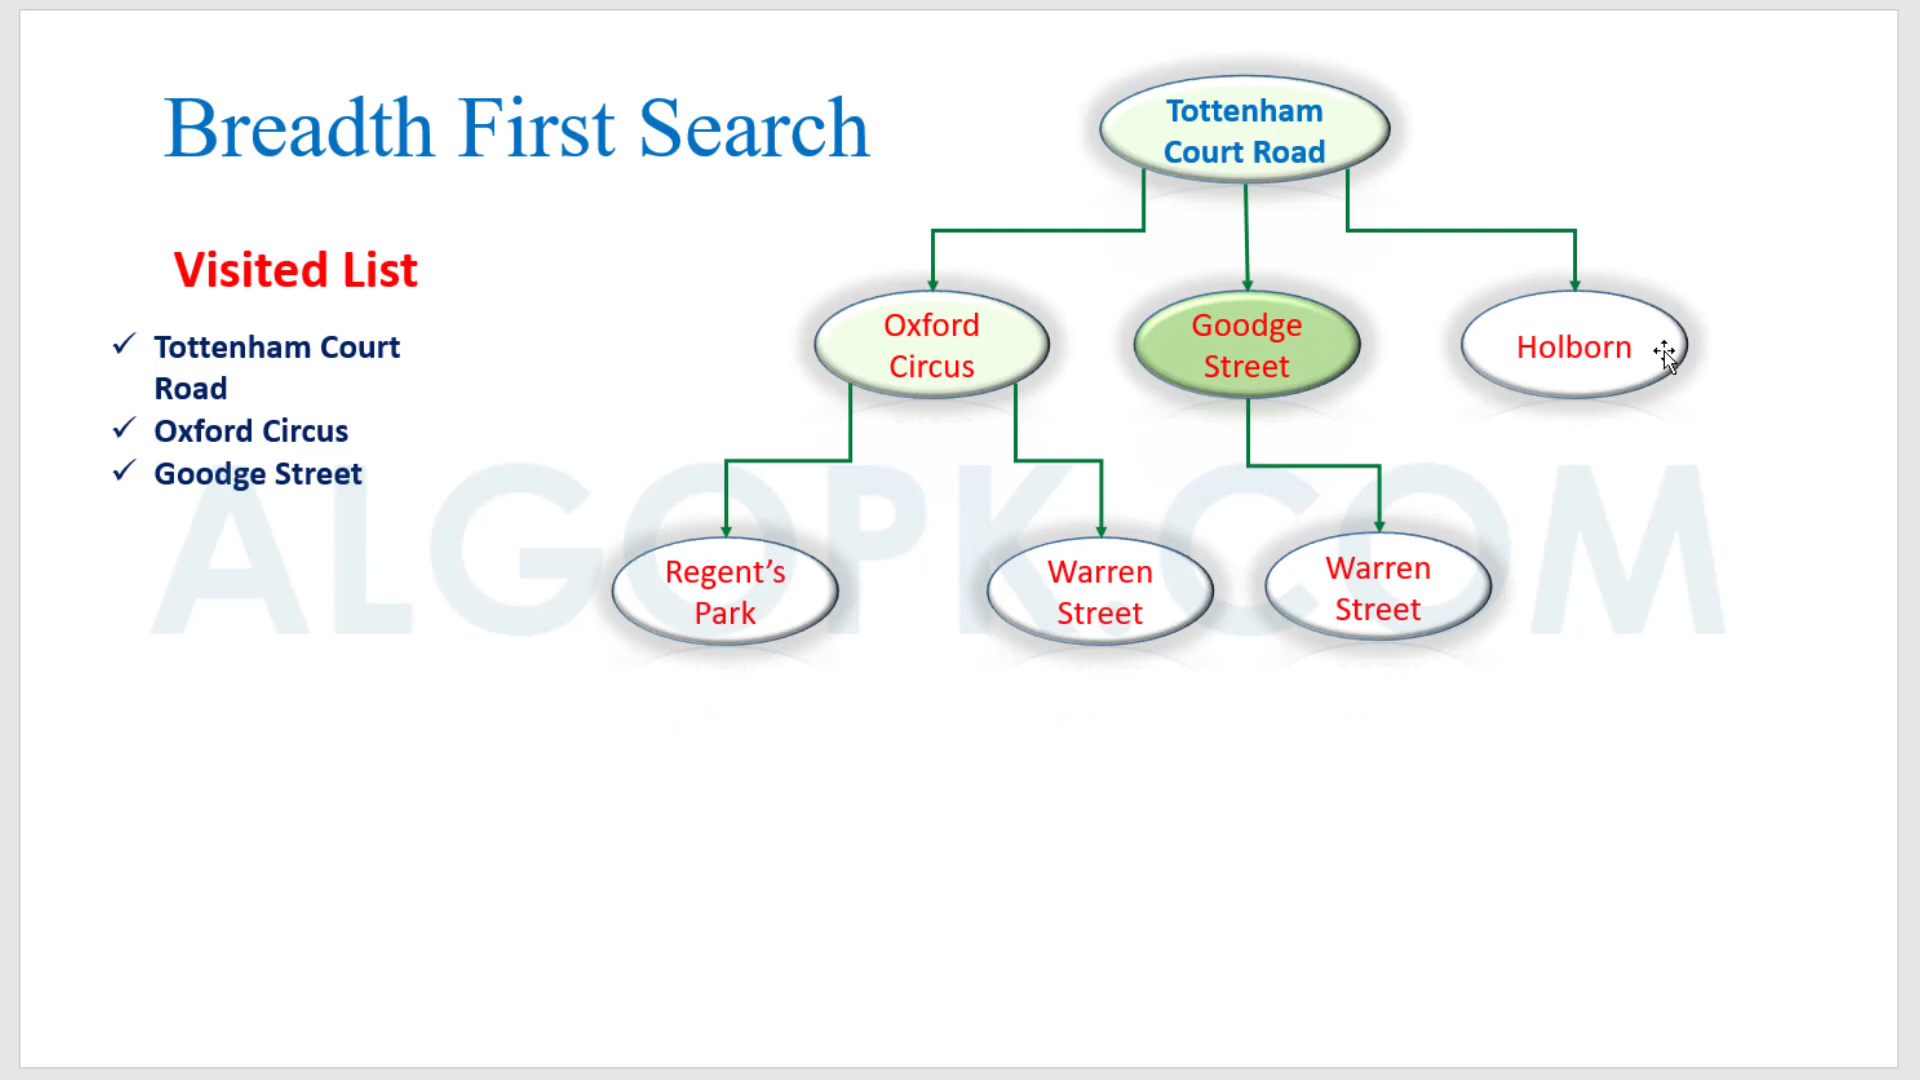 Breadth First Search
Visited List
✓ Tottenham Court
Road
✓ Oxford Circus
✓ Goodge Street
Tottenham
Court Road
Oxford
Circus
Goodge
Street
Holborn
Regent’s
Park
Warren
Street
Warren
Street
ALGOPK.COM